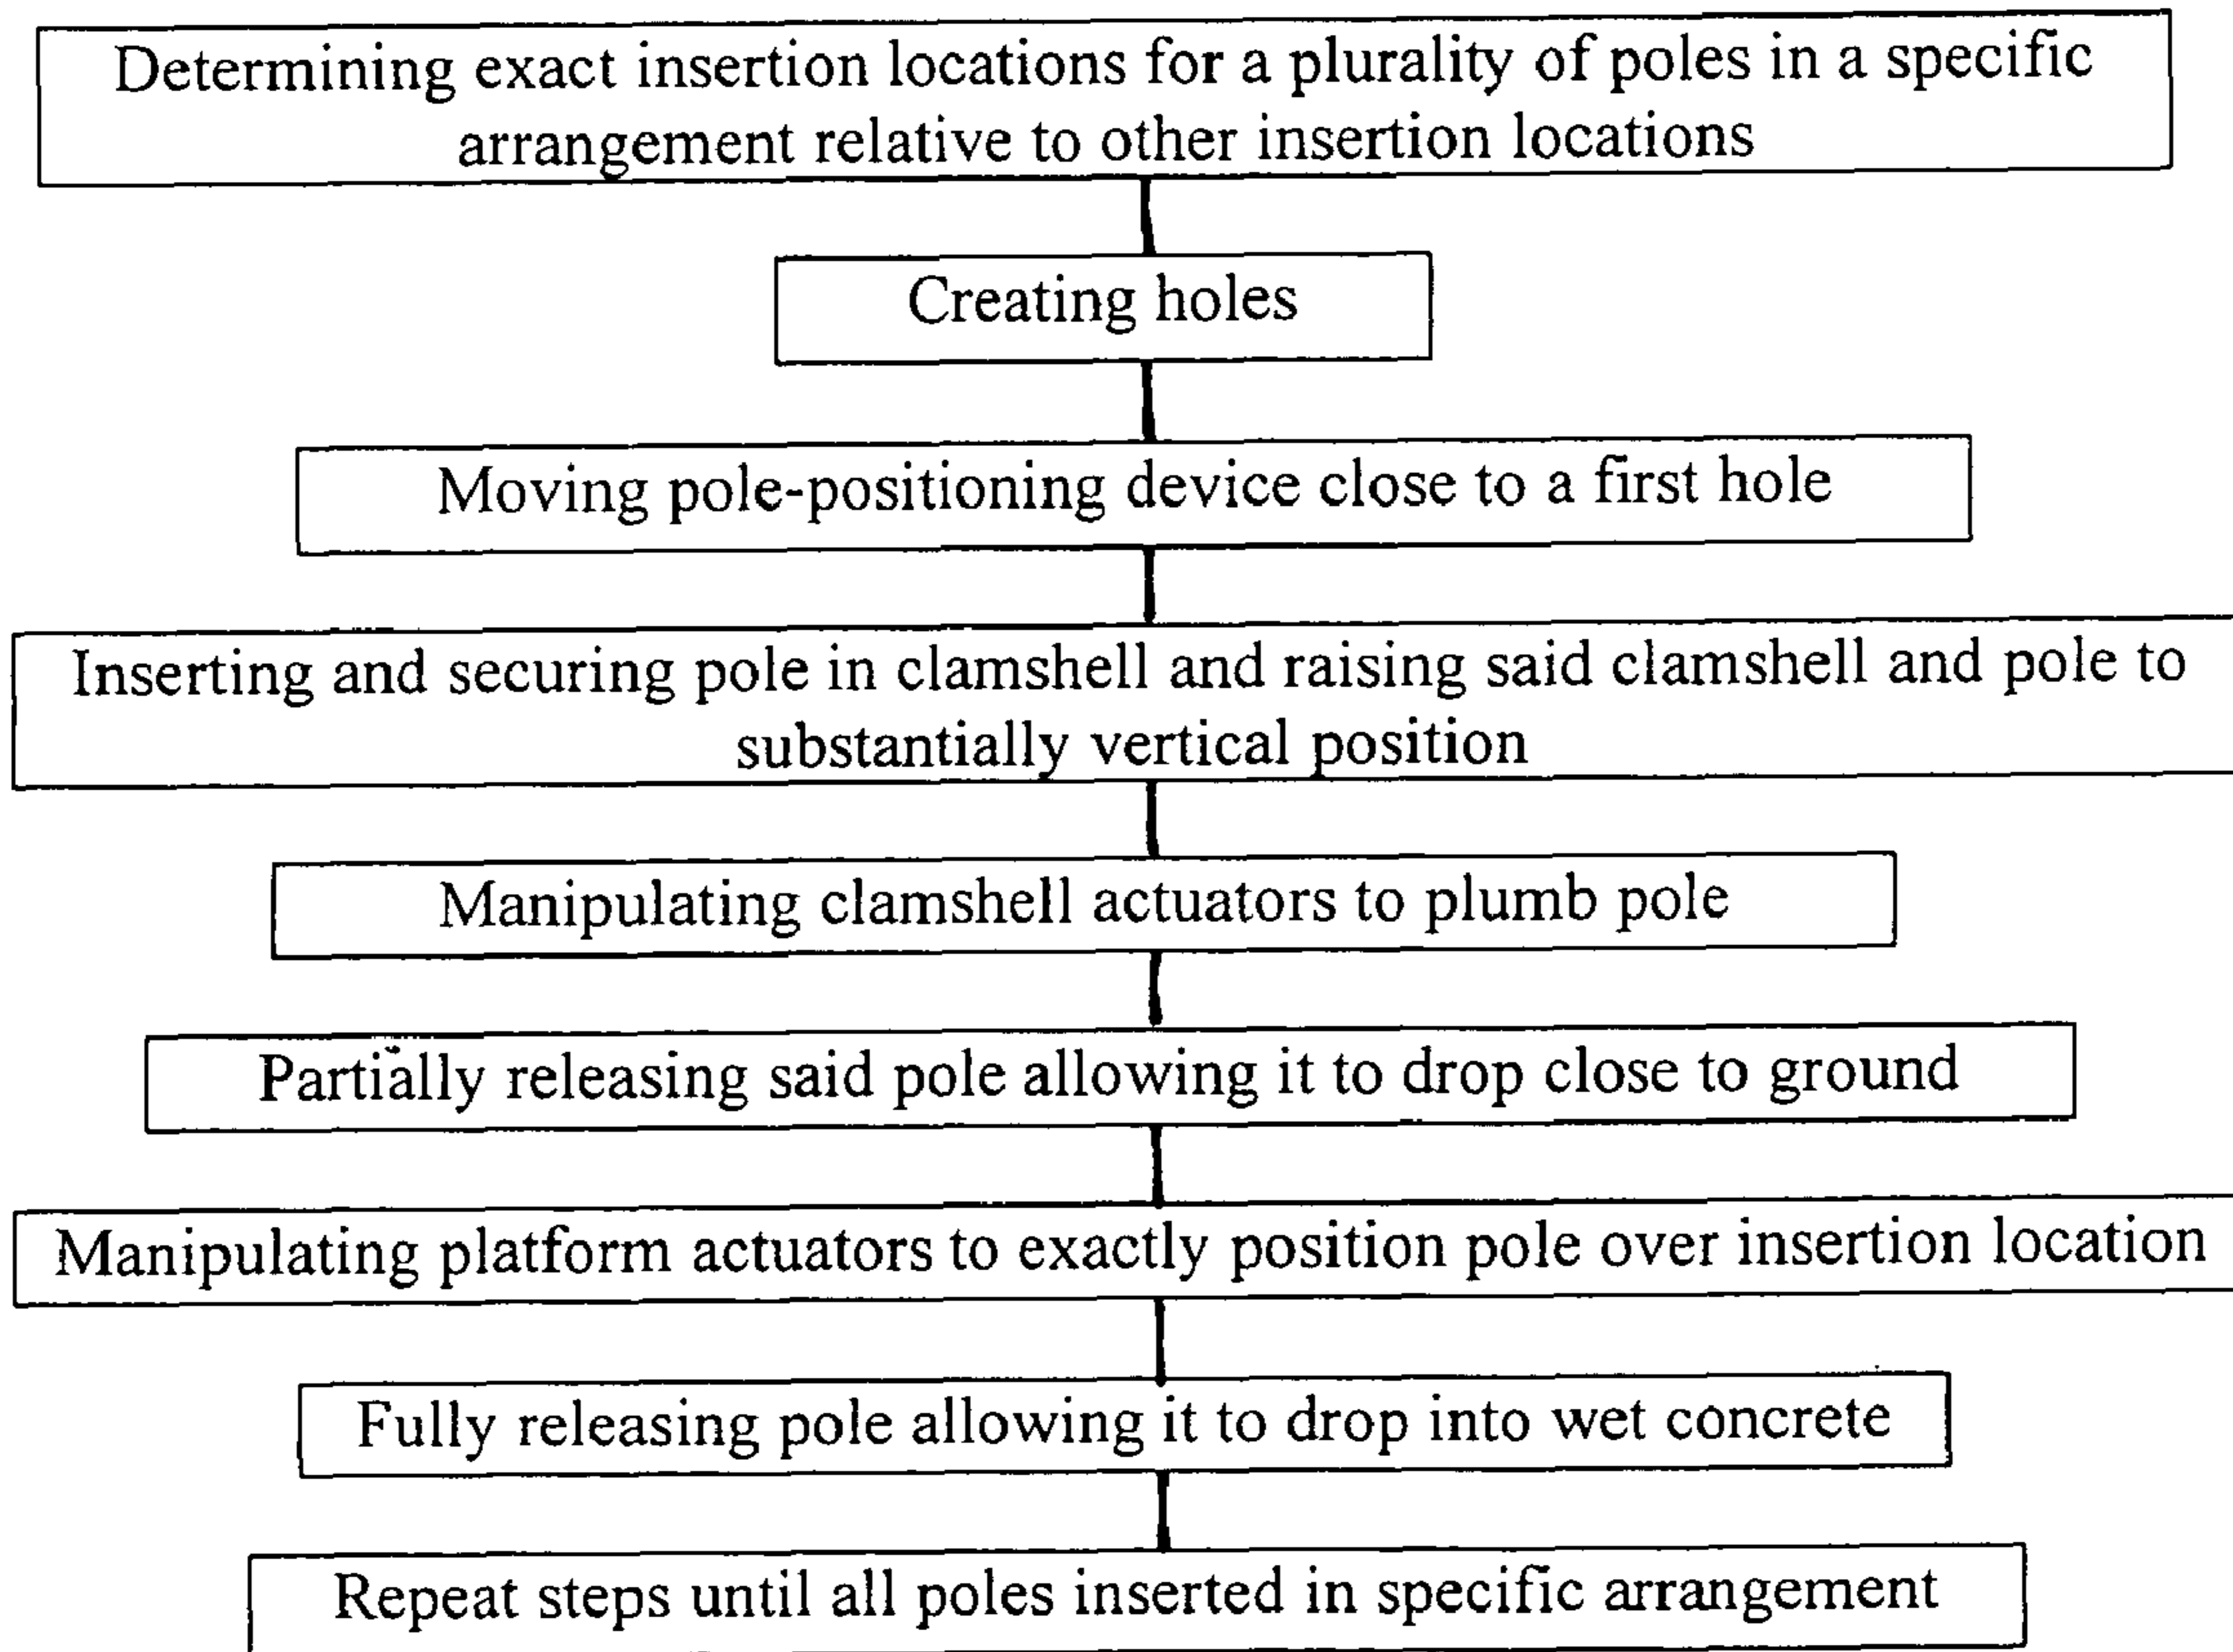 Determining exact insertion locations for a plurality of poles in a specific
arrangement relative to other insertion locations
Creating holes
Moving pole-positioning device close to a first hole
Inserting and securing pole in clamshell and raising said clamshell and pole to
substantially vertical position
Manipulating clamshell actuators to plumb pole
Partially releasing said pole allowing it to drop close to ground
Manipulating platform actuators to exactly position pole over insertion location
Fully releasing pole allowing it to drop into wet concrete
Repeat steps until all poles inserted in specific arrangement